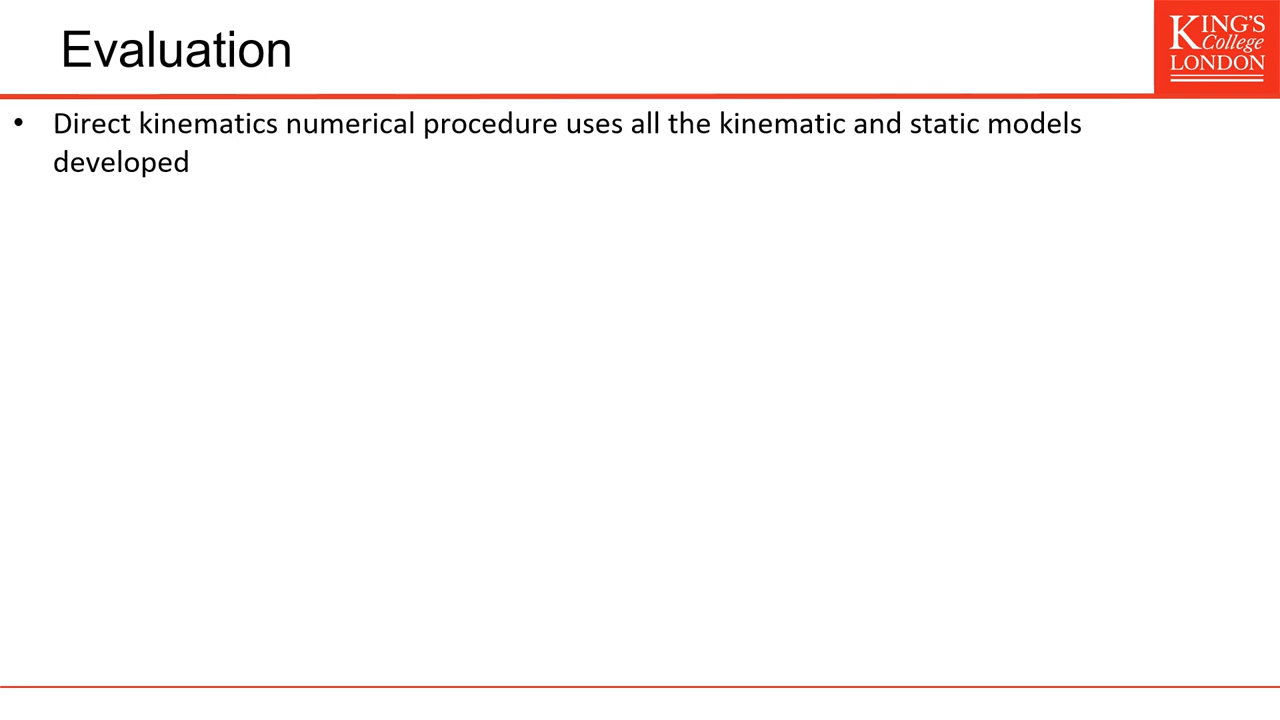 Evaluation
KING'S
College
LONDON
• Direct kinematics numerical procedure uses all the kinematic and static models
developed